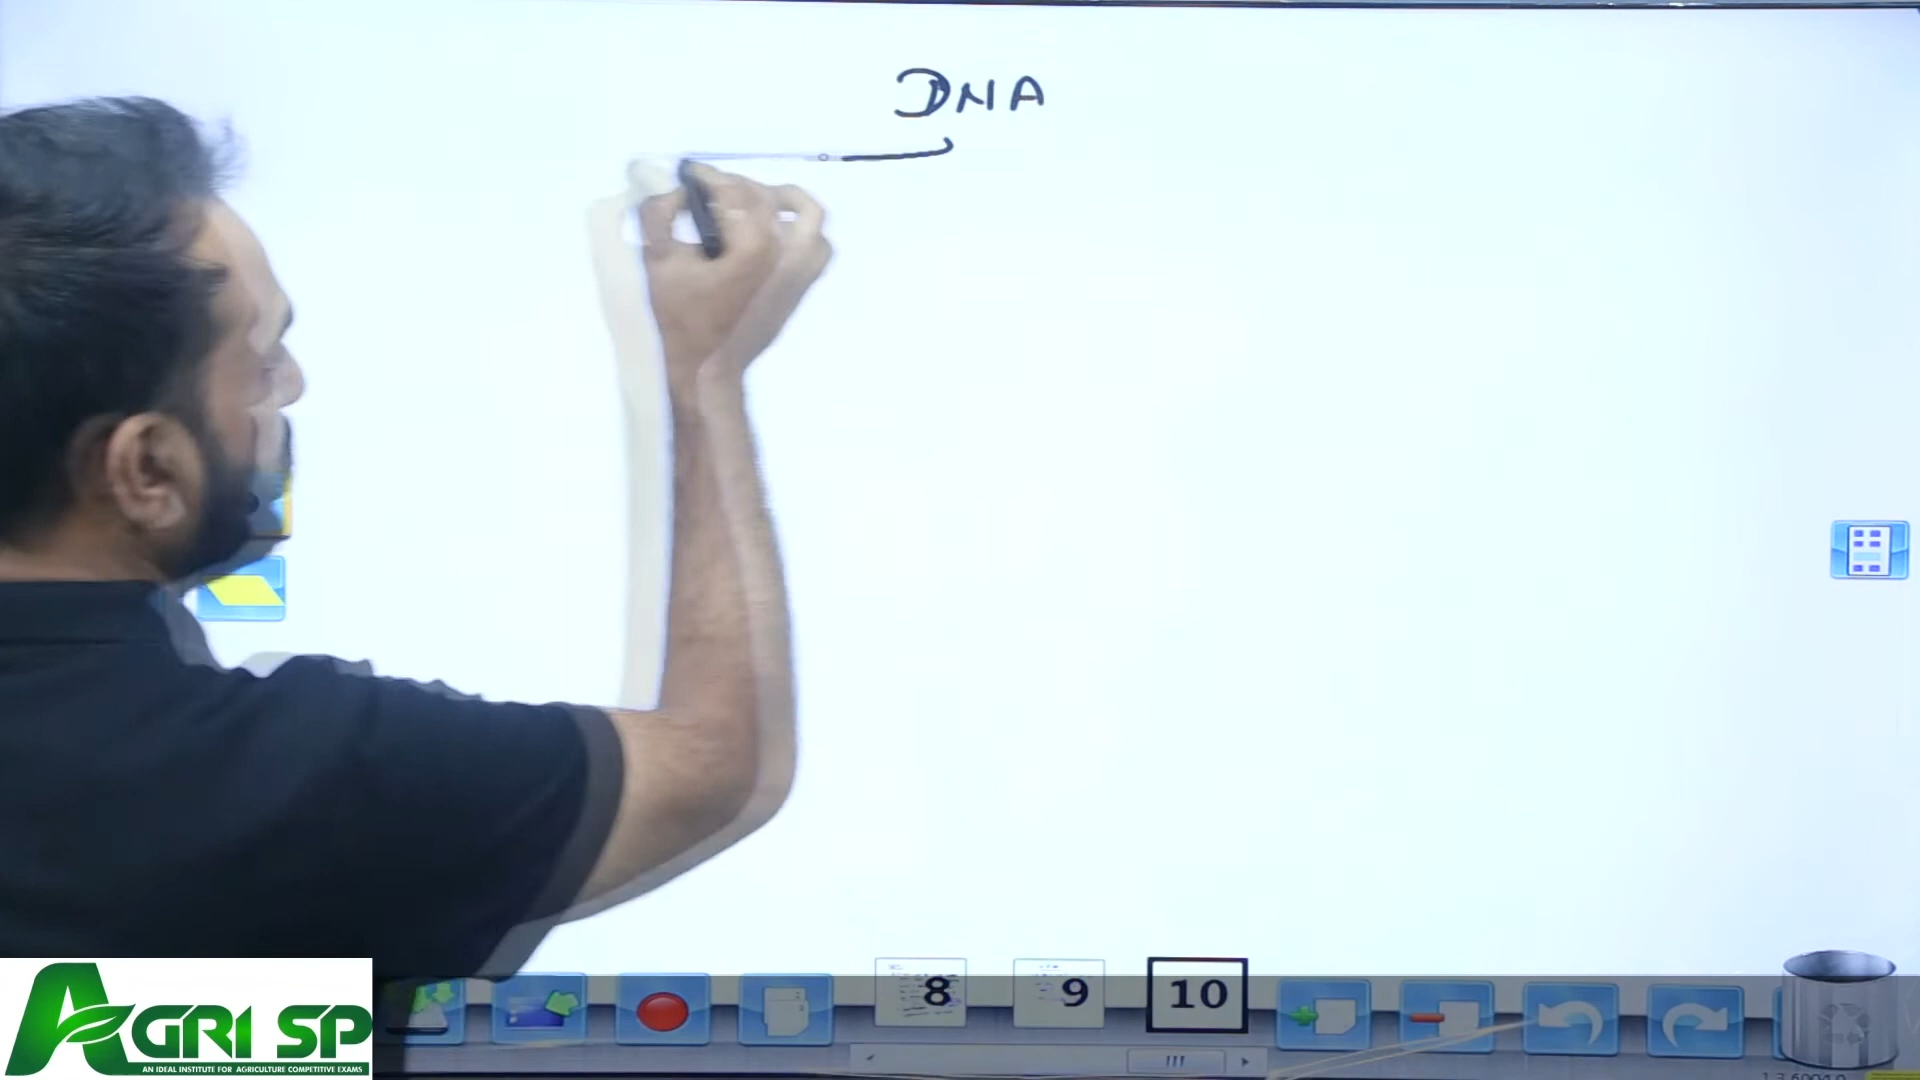 DNA
8
9
10
AGRI SP
AN IDEAL INSTITUTE FOR AGRICULTURE COMPETITIVE EXAMS